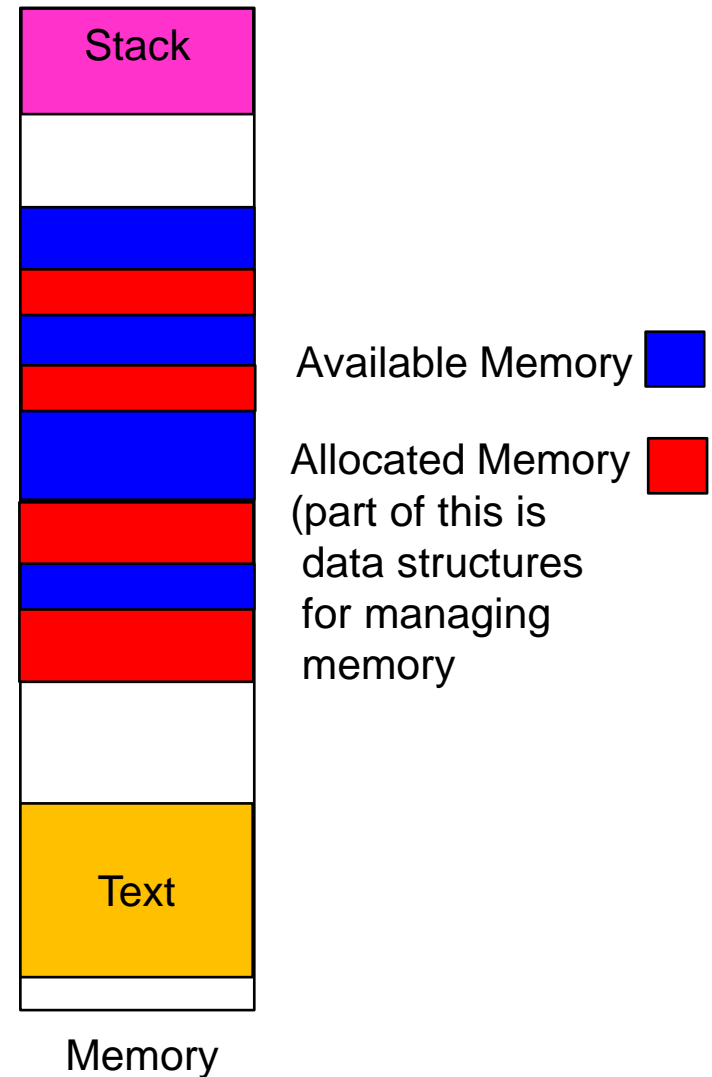 Stack
Available Memory
Allocated Memory
(part of this is
data structures
for managing
memory
Text
Memory